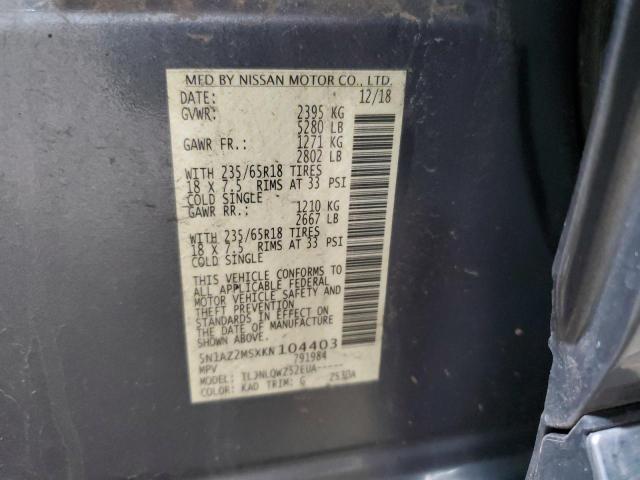 MFD BY NISSAN MOTOR CO., LTD.
DATE: 12/18
GVWR: 2395 KG
5280 LB
GAWR FR.: 1271 KG
2802 LB
WITH 235/65R18 TIRES
18 X 7.5 RIMS AT 33 PSI
COLD SINGLE
GAWR RR.: 1210 KG
2667 LB
WITH 235/65R18 TIRES
18 X 7.5 RIMS AT 33 PSI
COLD SINGLE
THIS VEHICLE CONFORMS TO
ALL APPLICABLE FEDERAL
MOTOR VEHICLE SAFETY AND
THEFT PREVENTION
STANDARDS IN EFFECT ON
THE DATE OF MANUFACTURE
SHOWN ABOVE.
5N1AZ2MSXKN104403
MPV 791984
MODEL: TLJNLQWZ52EUA-----
COLOR: KAD TRIM: G